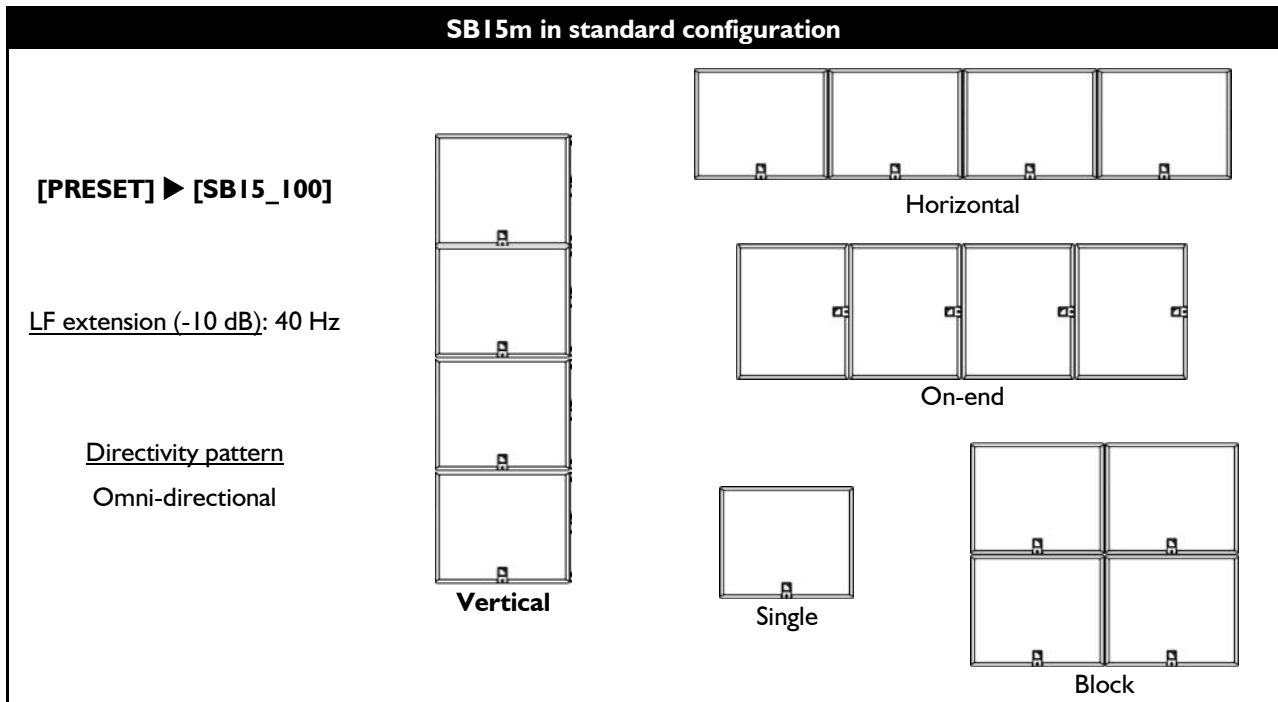 SB15m in standard configuration
[PRESET] ▶ [SB15_100]
LF extension (-10 dB): 40 Hz
Directivity pattern
Omni-directional
Vertical
Horizontal
On-end
Single
Block